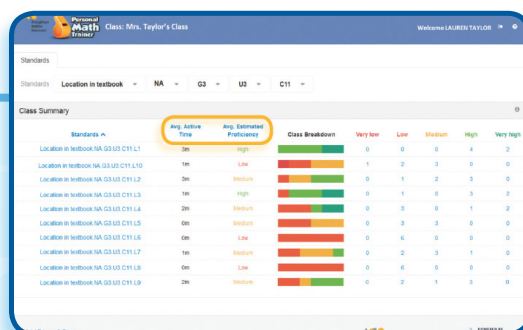 Personal
Math
Trainer
Class: Mrs. Taylor's Class
Welcome LAUREN TAYLOR
Standards
Standards Location in textbook NA G3 U3 C11
Class Summary
Standards Avg. Active Time Avg. Estimated Proficiency Class Breakdown Very low Low Medium High Very high
Location in textbook.NA.G3.U3.C11.L1 3m High 0 0 0 4 2
Location in textbook.NA.G3.U3.C11.L10 1m Low 1 2 3 0 0
Location in textbook.NA.G3.U3.C11.L2 3m Medium 0 1 2 3 0
Location in textbook.NA.G3.U3.C11.L3 1m High 0 1 0 3 2
Location in textbook.NA.G3.U3.C11.L4 2m Medium 0 3 0 1 2
Location in textbook.NA.G3.U3.C11.L5 0m Medium 0 3 3 0 0
Location in textbook.NA.G3.U3.C11.L6 0m Low 0 6 0 0 0
Location in textbook.NA.G3.U3.C11.L7 1m Medium 0 2 3 1 0
Location in textbook.NA.G3.U3.C11.L8 0m Low 0 6 0 0 0
Location in textbook.NA.G3.U3.C11.L9 2m Medium 0 2 1 3 0